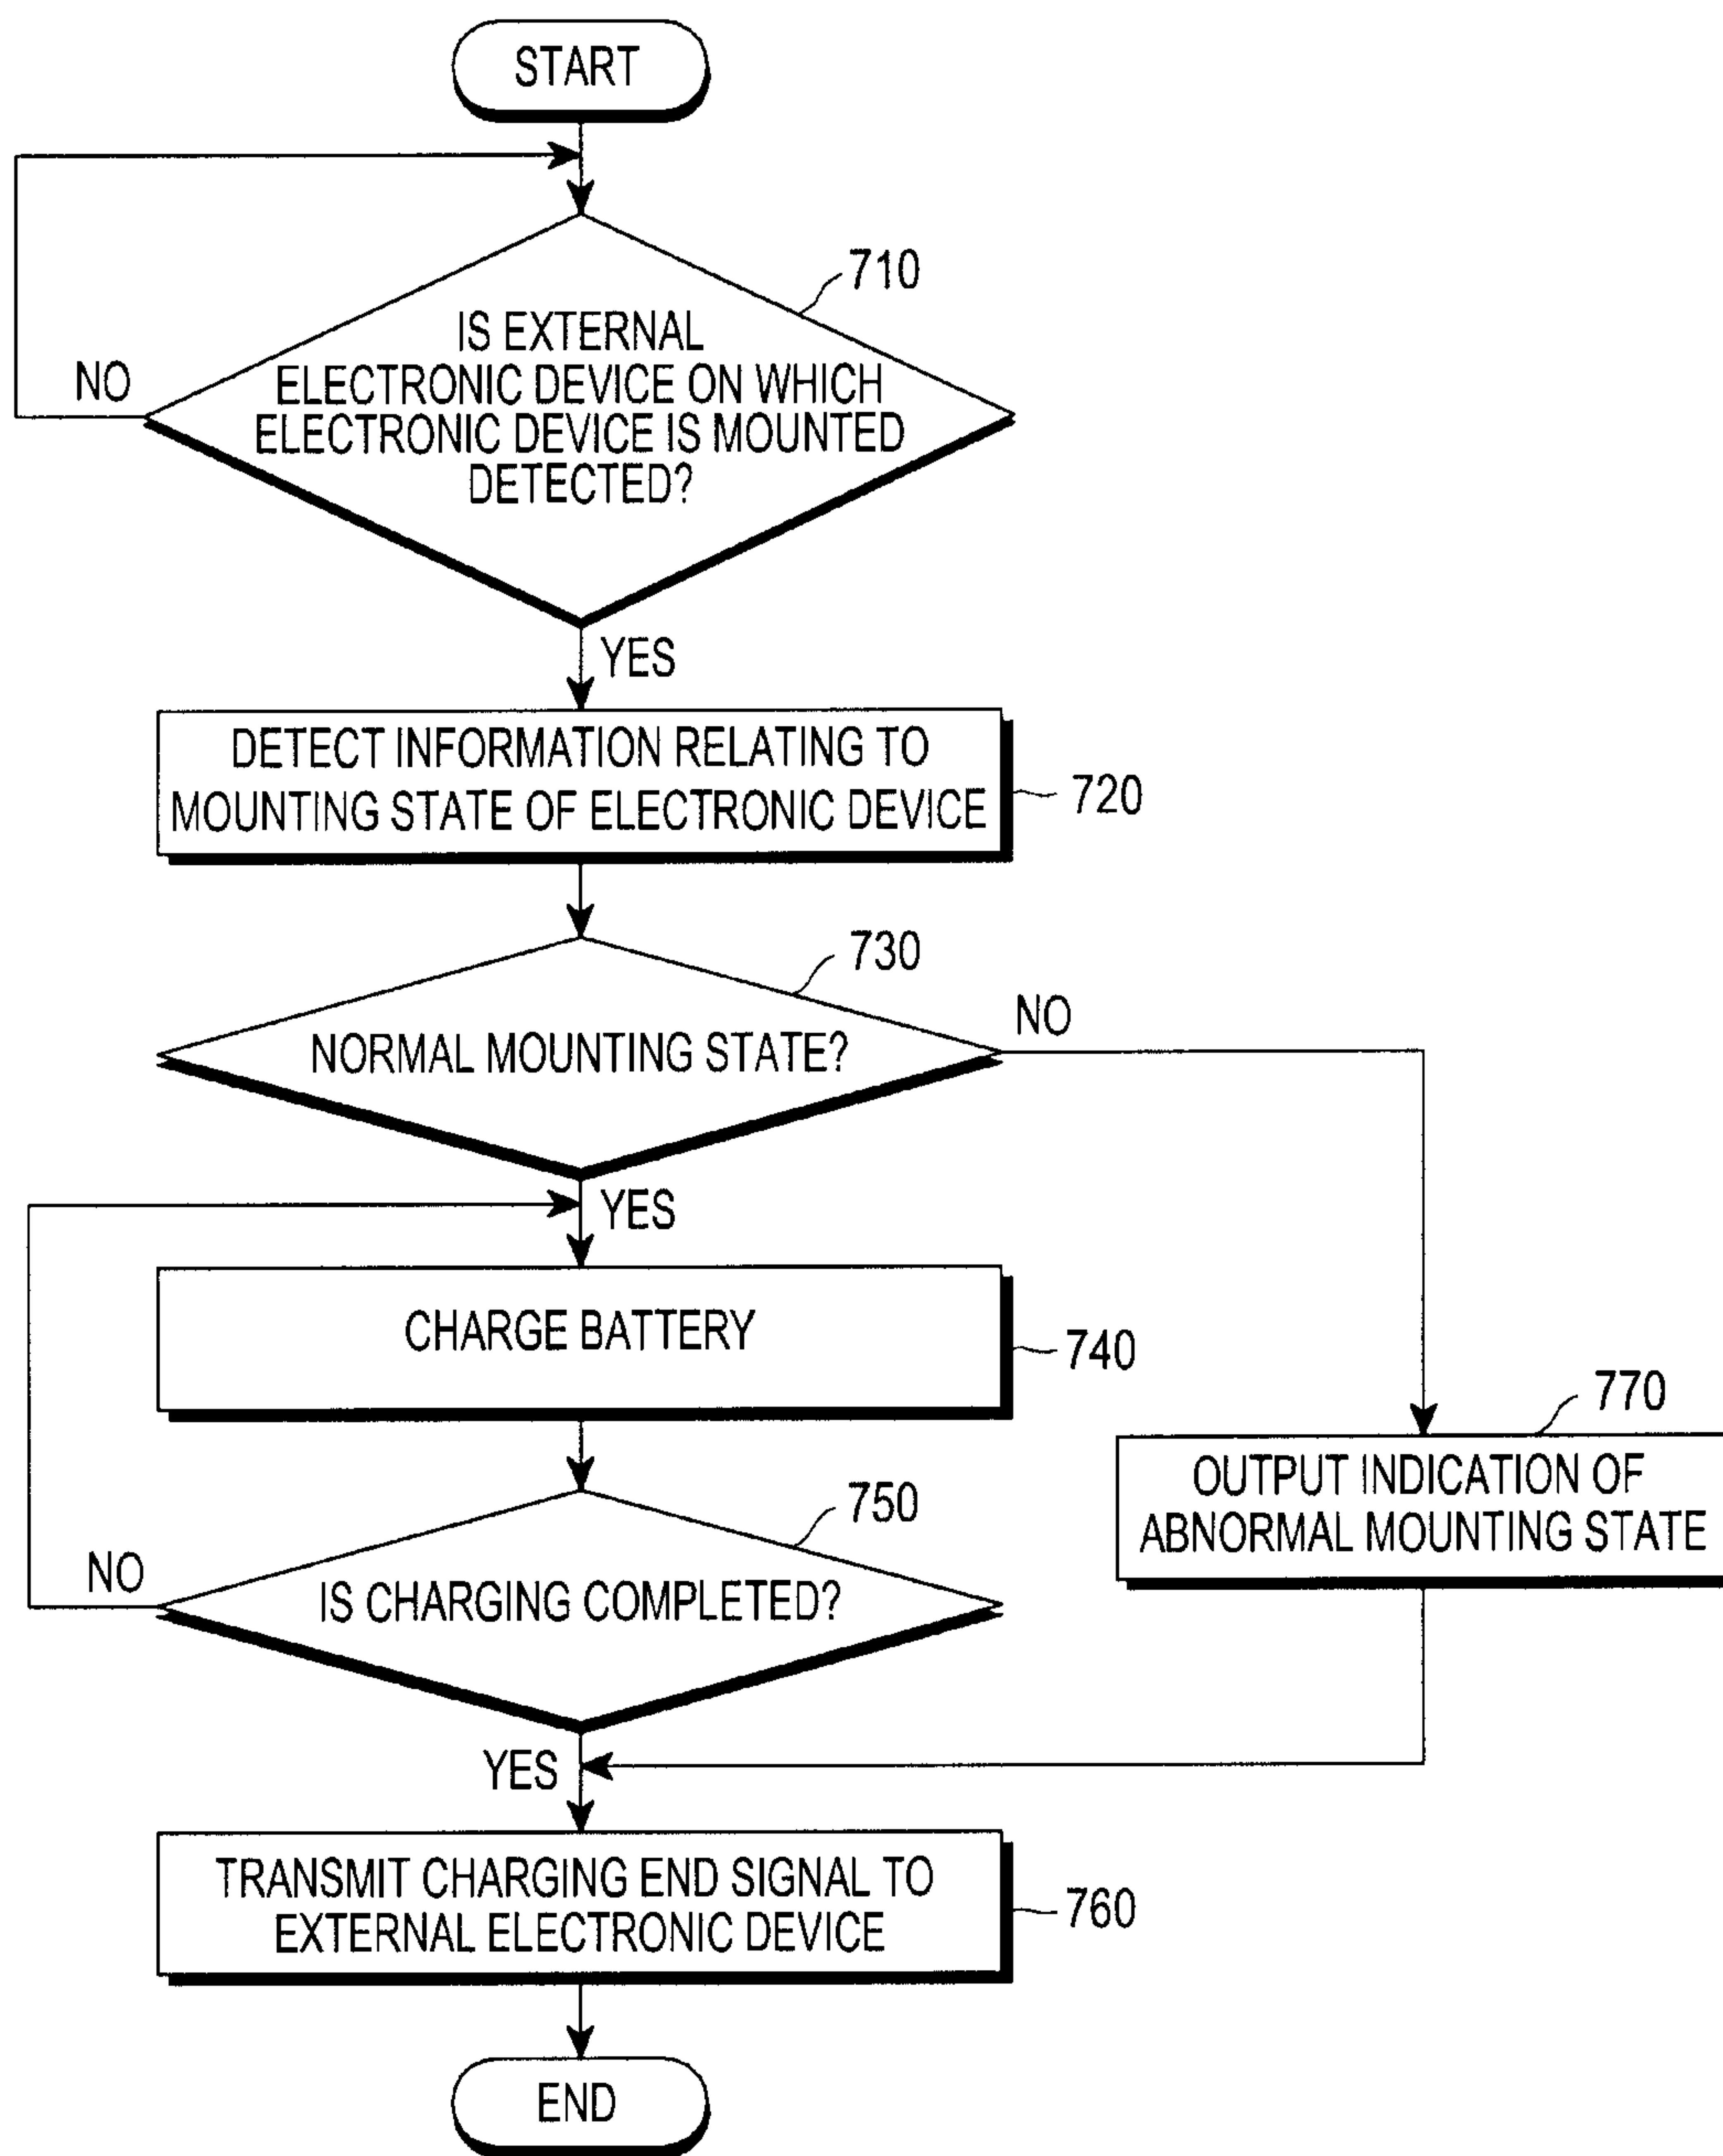 START
710
IS EXTERNAL
ELECTRONIC DEVICE ON WHICH
ELECTRONIC DEVICE IS MOUNTED
DETECTED?
NO
YES
DETECT INFORMATION RELATING TO
MOUNTING STATE OF ELECTRONIC DEVICE
720
730
NORMAL MOUNTING STATE?
NO
YES
CHARGE BATTERY
740
770
OUTPUT INDICATION OF
ABNORMAL MOUNTING STATE
750
NO
IS CHARGING COMPLETED?
YES
TRANSMIT CHARGING END SIGNAL TO
EXTERNAL ELECTRONIC DEVICE
760
END